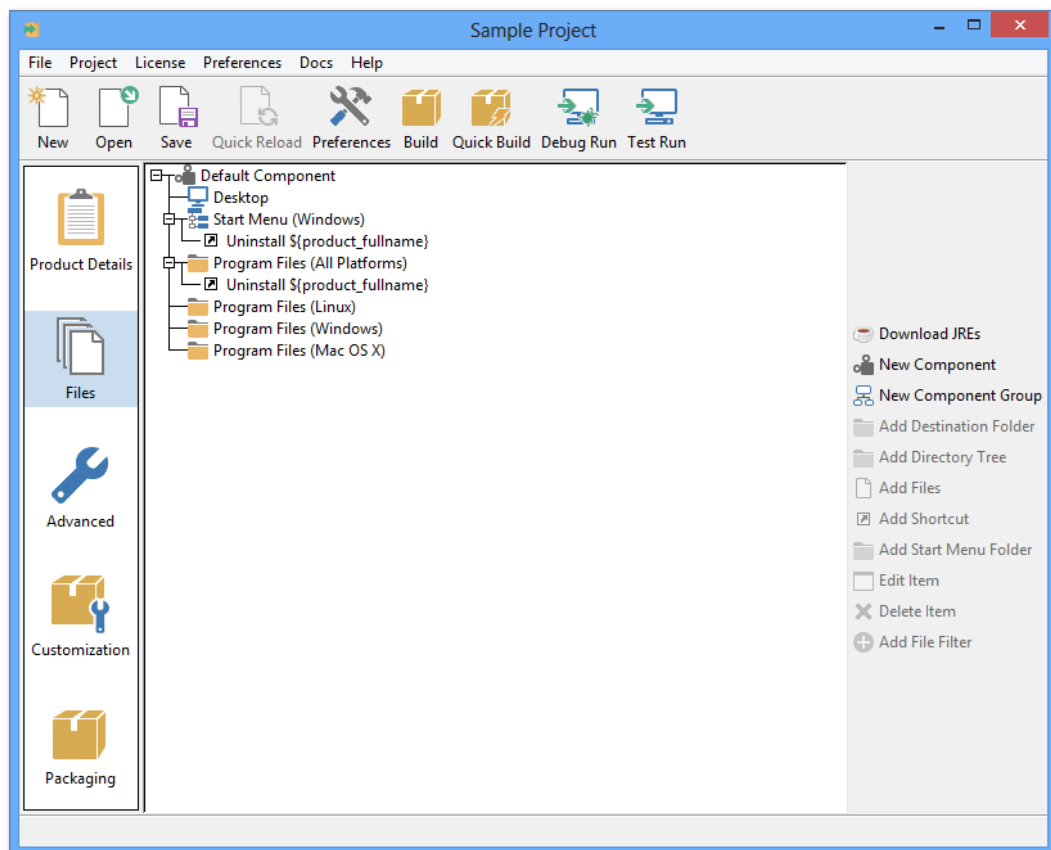 Sample Project
File Project License Preferences Docs Help
New Open Save Quick Reload Preferences Build Quick Build Debug Run Test Run
Product Details
Files
Advanced
Customization
Packaging
Default Component
Desktop
Start Menu (Windows)
Uninstall ${product_fullname}
Program Files (All Platforms)
Uninstall ${product_fullname}
Program Files (Linux)
Program Files (Windows)
Program Files (Mac OS X)
Download JREs
New Component
New Component Group
Add Destination Folder
Add Directory Tree
Add Files
Add Shortcut
Add Start Menu Folder
Edit Item
Delete Item
Add File Filter